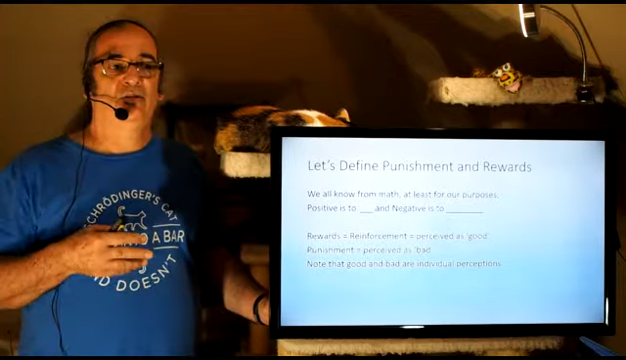 SCHRÖDINGER'S CAT
A BAR
DOESN'T
Let's Define Punishment and Rewards
We all know from math, at least for our purposes.
Positive is to ___ and Negative is to ________
Rewards = Reinforcement = perceived as 'good'
Punishment = perceived as 'bad
Note that good and bad are individual perceptions.